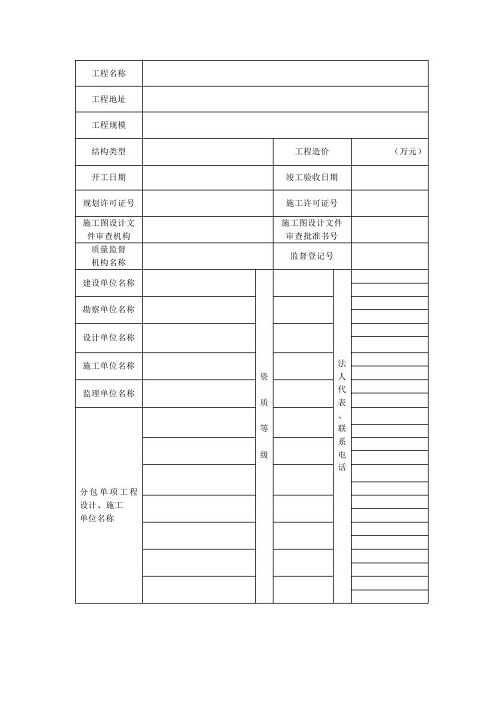 工程名称
工程地址
工程规模
结构类型
工程造价
（万元）
开工日期
竣工验收日期
规划许可证号
施工许可证号
施工图设计文
件审查机构
施工图设计文件
审查批准书号
质量监督
机构名称
监督登记号
建设单位名称
勘察单位名称
设计单位名称
施工单位名称
监理单位名称
资
质
等
级
法
人
代
表
、
联
系
电
话
分包单项工程
设计、施工
单位名称